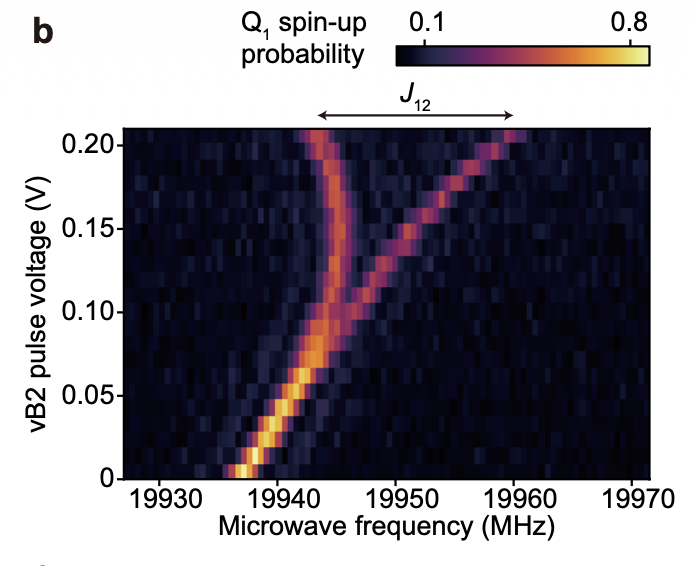 b
Q1 spin-up
probability
0.1
0.8
J12
vB2 pulse voltage (V)
0.20
0.15
0.10
0.05
0
19930
19940
19950
19960
19970
Microwave frequency (MHz)